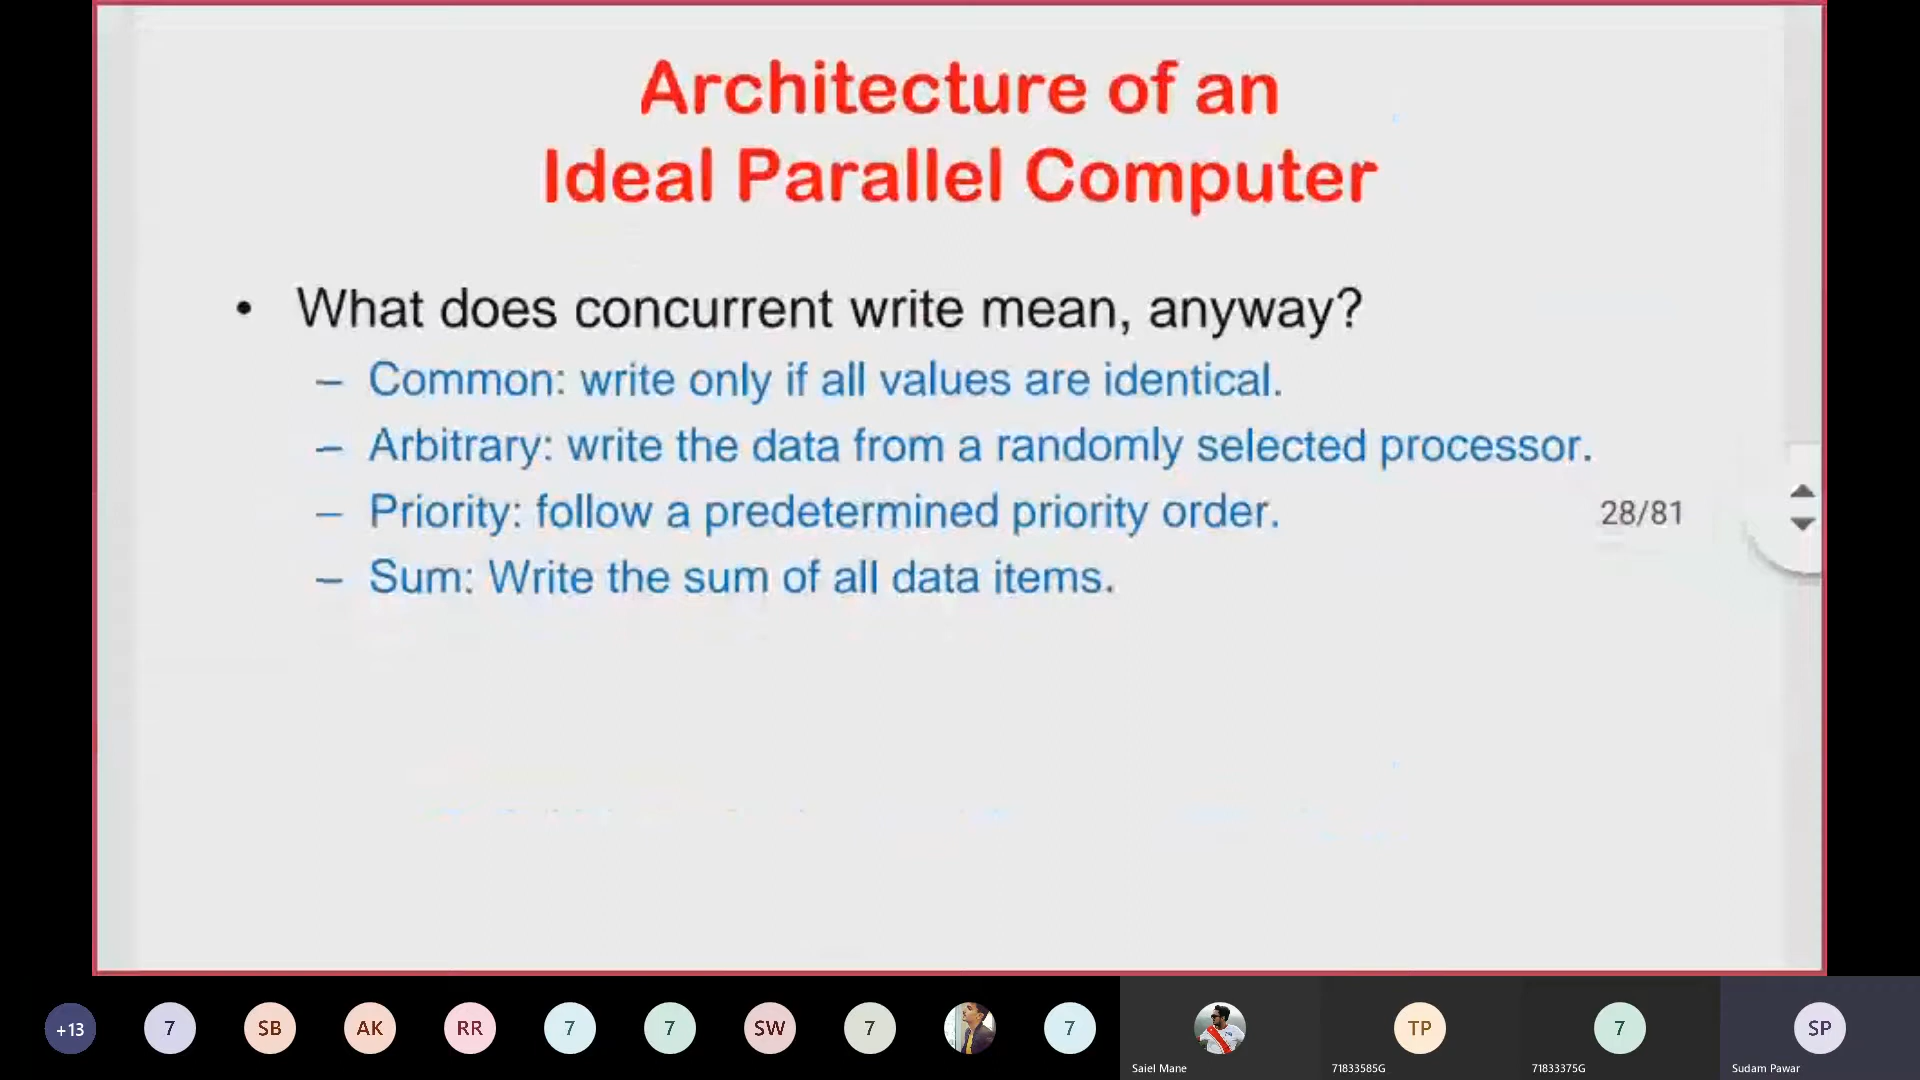 Architecture of an
Ideal Parallel Computer
• What does concurrent write mean, anyway?
– Common: write only if all values are identical.
– Arbitrary: write the data from a randomly selected processor.
– Priority: follow a predetermined priority order.
28/81
– Sum: Write the sum of all data items.
+13
7
SB
AK
RR
7
7
SW
7
7
TP
7
SP
Saiel Mane
71833585G
71833375G
Sudam Pawar